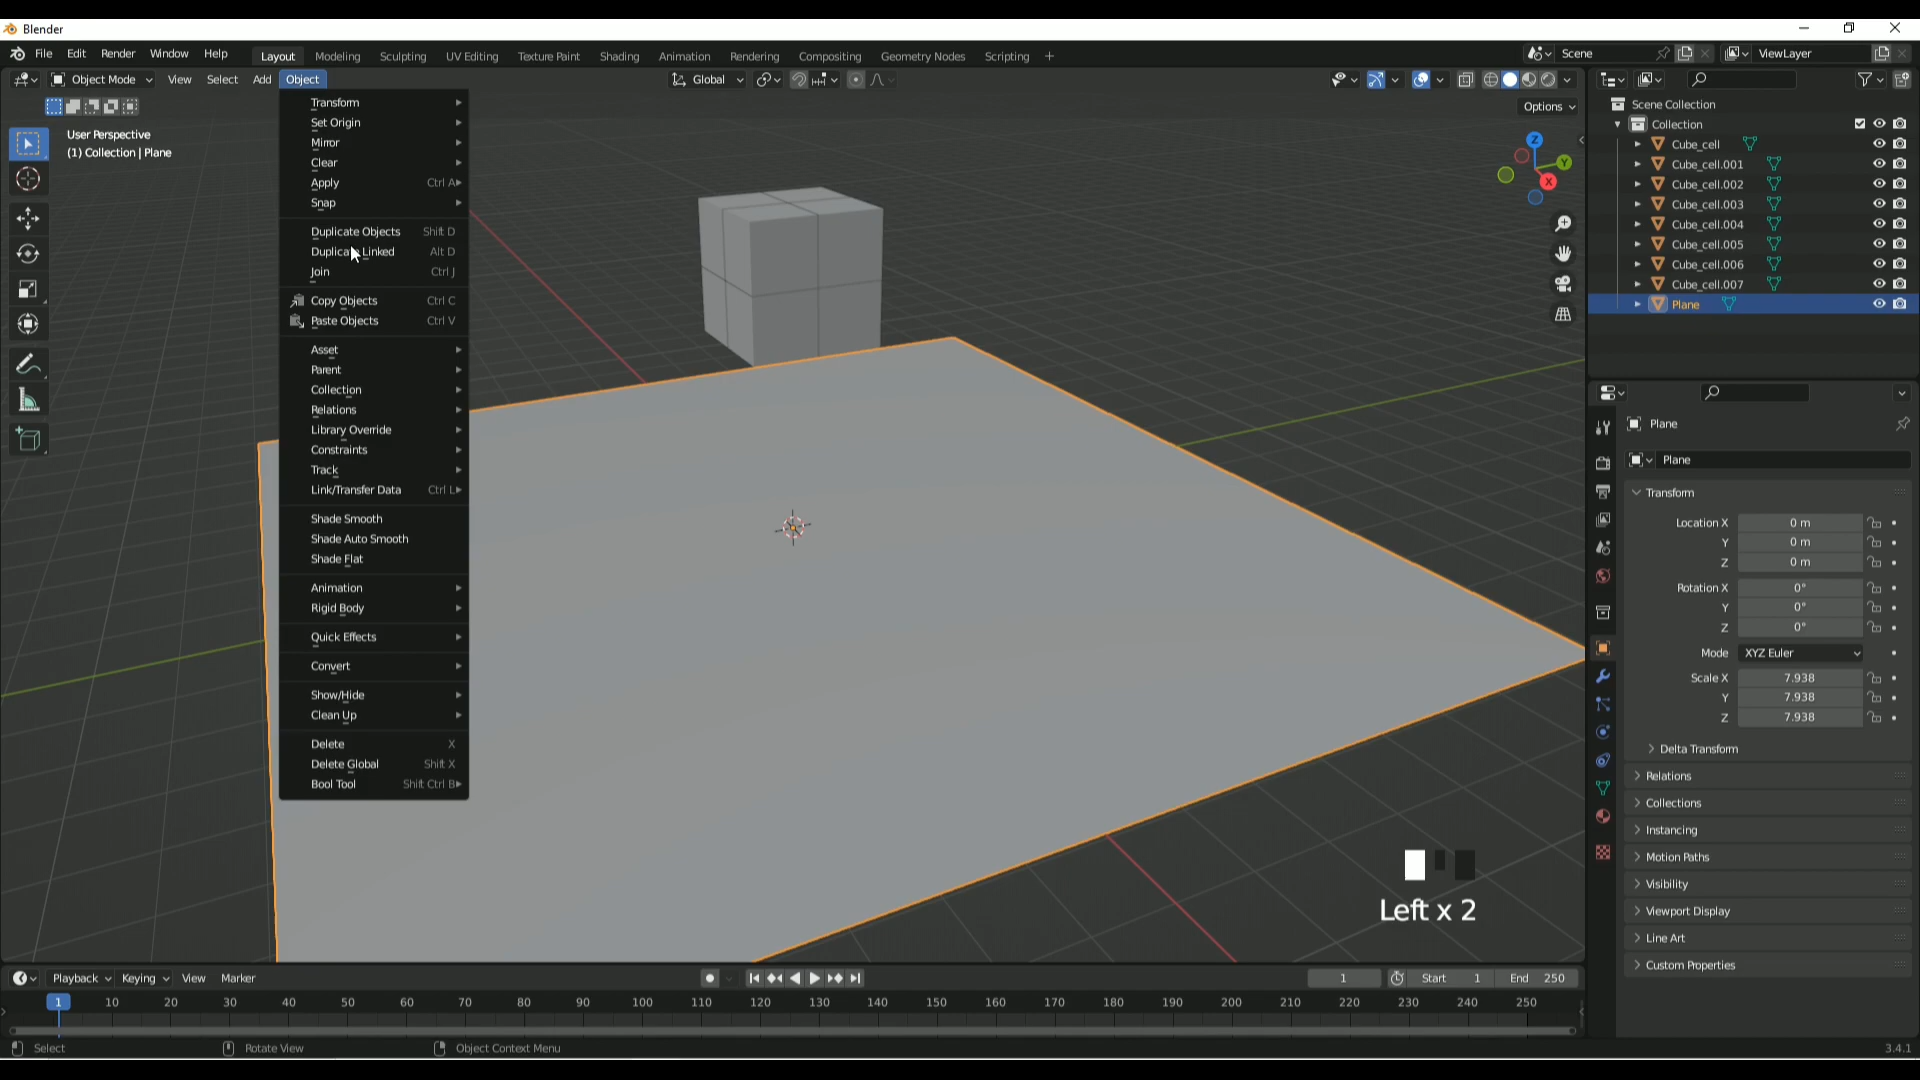 Blender
File Edit Render Window Help Layout Modeling Sculpting UV Editing Texture Paint Shading Animation Rendering Compositing Geometry Nodes Scripting + Scene ViewLayer
Object Mode View Select Add Object Global
Options
User Perspective
(1) Collection | Plane
Transform
Set Origin
Mirror
Clear
Apply Ctrl A
Snap
Duplicate Objects Shift D
Duplicate Linked Alt D
Join Ctrl J
Copy Objects Ctrl C
Paste Objects Ctrl V
Asset
Parent
Collection
Relations
Library Override
Constraints
Track
Link/Transfer Data Ctrl L
Shade Smooth
Shade Auto Smooth
Shade Flat
Animation
Rigid Body
Quick Effects
Convert
Show/Hide
Clean Up
Delete X
Delete Global Shift X
Bool Tool Shift Ctrl B
Z
Y
X
Left x 2
Scene Collection
Collection
Cube_cell
Cube_cell.001
Cube_cell.002
Cube_cell.003
Cube_cell.004
Cube_cell.005
Cube_cell.006
Cube_cell.007
Plane
Plane
Plane
Transform
Location X 0 m
Y 0 m
Z 0 m
Rotation X 0°
Y 0°
Z 0°
Mode XYZ Euler
Scale X 7.938
Y 7.938
Z 7.938
Delta Transform
Relations
Collections
Instancing
Motion Paths
Visibility
Viewport Display
Line Art
Custom Properties
Playback Keying View Marker 1 Start 1 End 250
1 10 20 30 40 50 60 70 80 90 100 110 120 130 140 150 160 170 180 190 200 210 220 230 240 250
Select Rotate View Object Context Menu 3.4.1